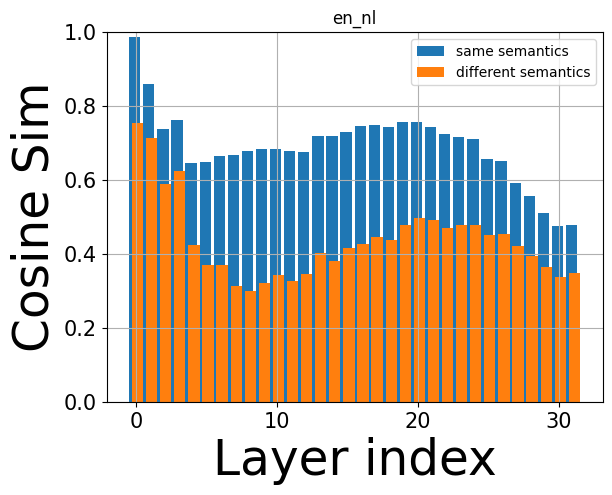 en_nl
same semantics
different semantics
Cosine Sim
1.0
0.8
0.6
0.4
0.2
0.0
0 10 20 30
Layer index